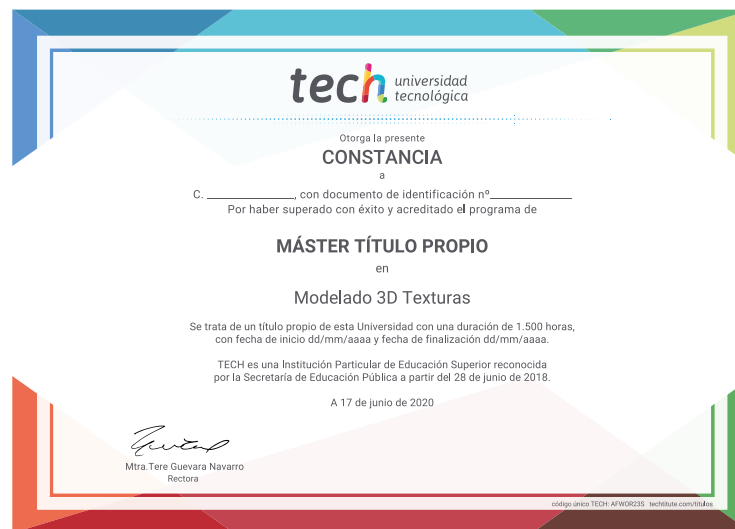 tech universidad
tecnológica
Otorga la presente
CONSTANCIA
a
C. ________________, con documento de identificación nº______________
Por haber superado con éxito y acreditado el programa de
MÁSTER TÍTULO PROPIO
en
Modelado 3D Texturas
Se trata de un título propio de esta Universidad con una duración de 1.500 horas,
con fecha de inicio dd/mm/aaaa y fecha de finalización dd/mm/aaaa.
TECH es una Institución Particular de Educación Superior reconocida
por la Secretaría de Educación Pública a partir del 28 de junio de 2018.
A 17 de junio de 2020
Mtra.Tere Guevara Navarro
Rectora
código único TECH: AFWOR23S techtitute.com/titulos